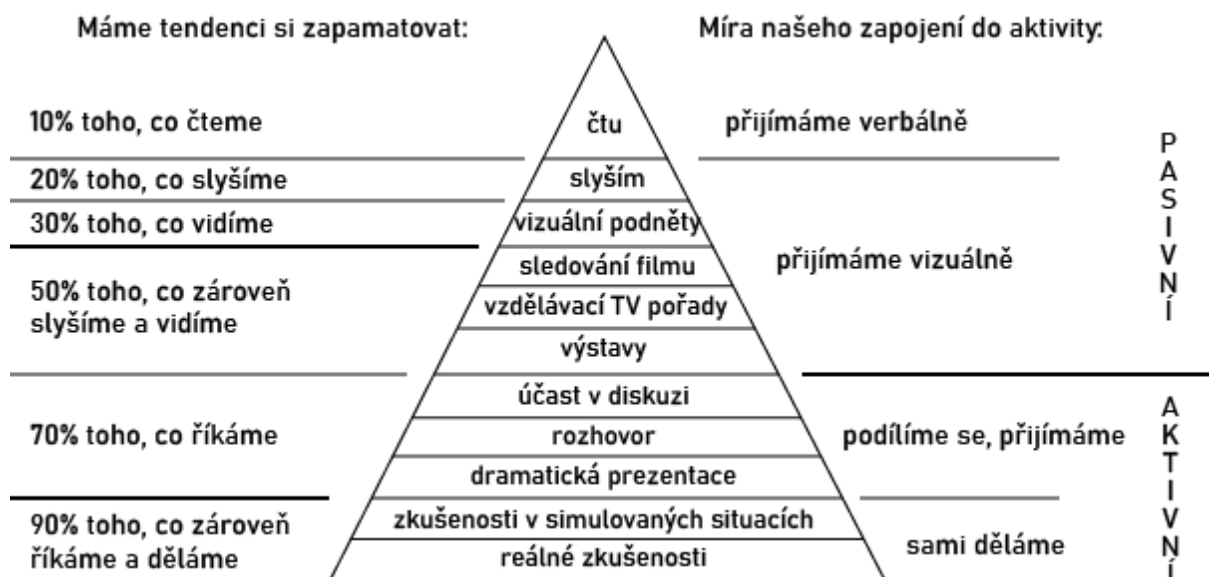 Máme tendenci si zapamatovat:
Míra našeho zapojení do aktivity:
10% toho, co čteme
čtu
přijímáme verbálně
20% toho, co slyšíme
slyším
30% toho, co vidíme
vizuální podněty
50% toho, co zároveň
slyšíme a vidíme
sledování filmu
vzdělávací TV pořady
výstavy
přijímáme vizuálně
PASIVNÍ
70% toho, co říkáme
účast v diskuzi
rozhovor
dramatická prezentace
podílíme se, přijímáme
90% toho, co zároveň
říkáme a děláme
zkušenosti v simulovaných situacích
reálné zkušenosti
sami děláme
AKTIVNÍ